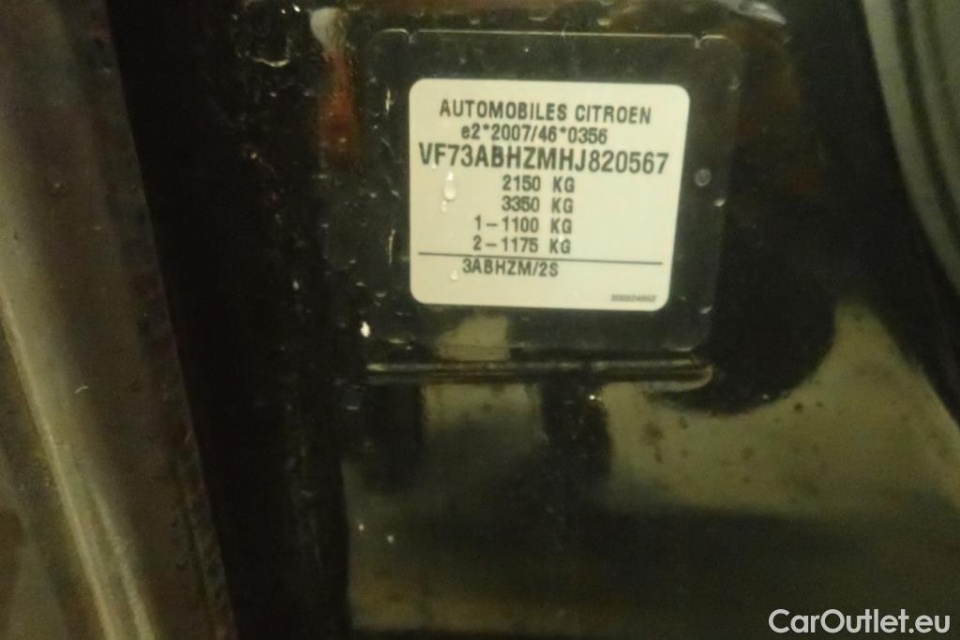 AUTOMOBILES CITROEN
e2*2007/46*0356
VF73ABHZMHJ820567
2150 KG
3350 KG
1-1100 KG
2-1175 KG
3ABHZM/2S
CarOutlet.eu